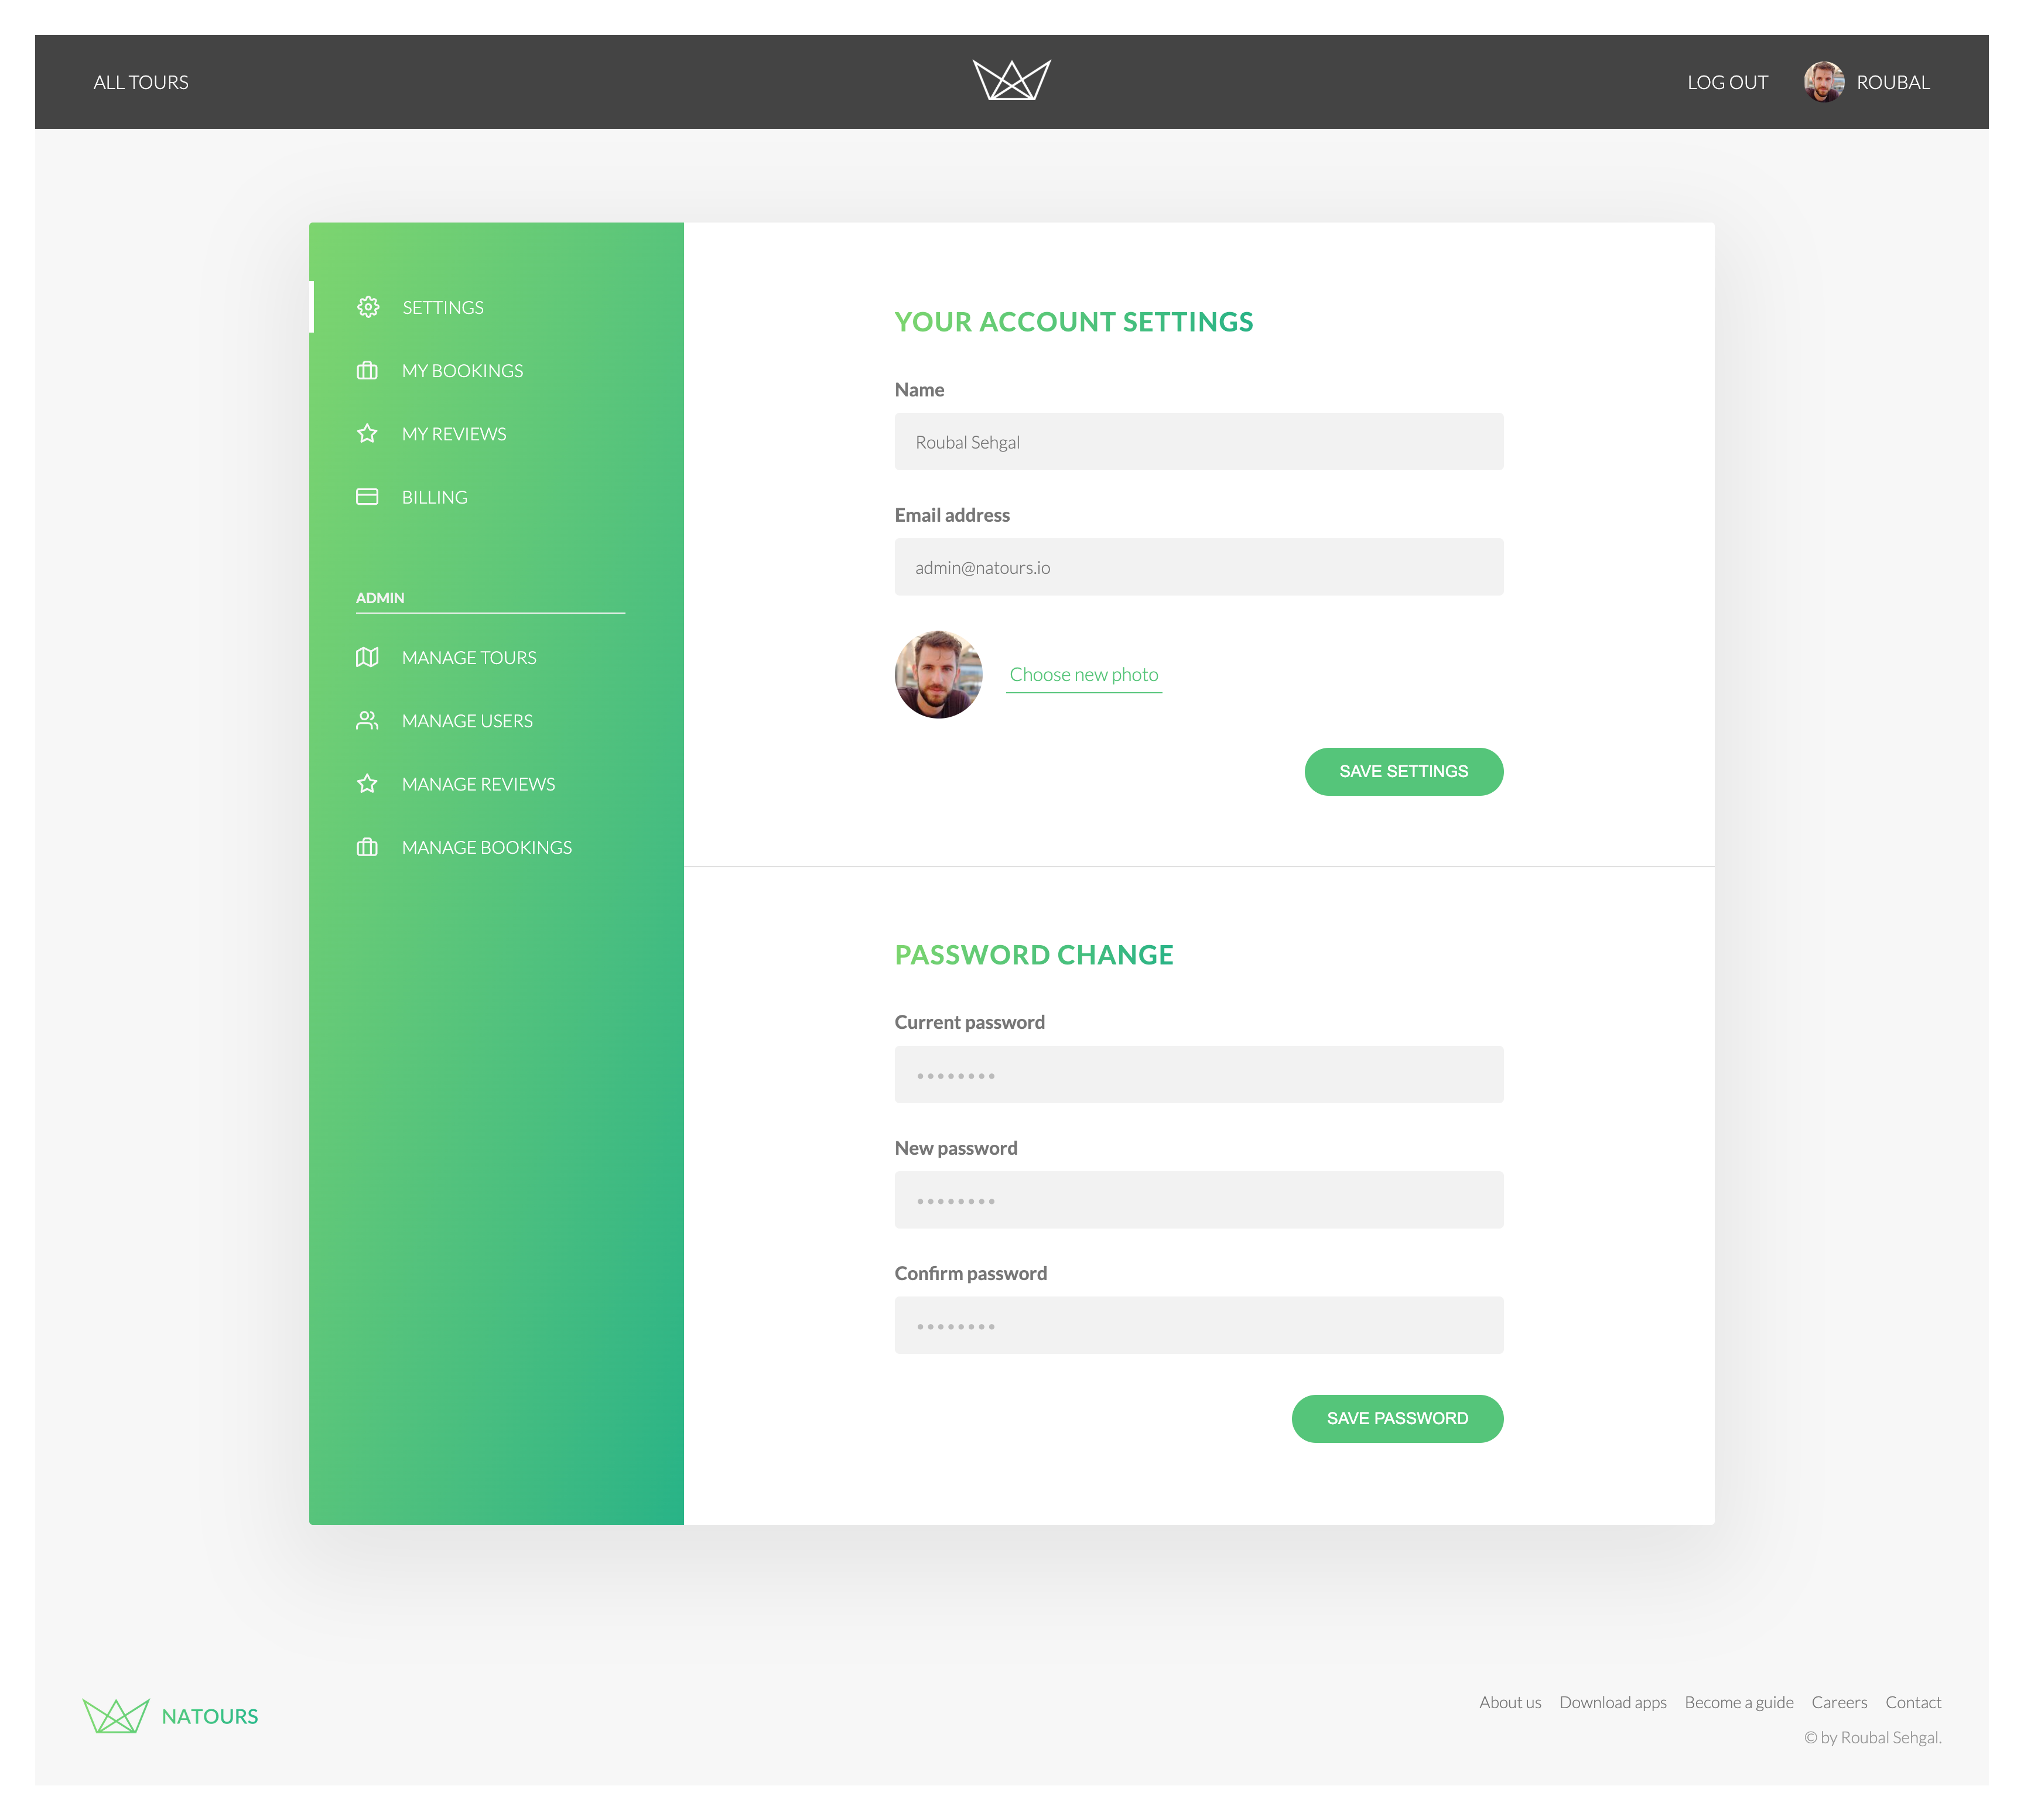 ALL TOURS
LOG OUT
ROUBAL
SETTINGS
MY BOOKINGS
MY REVIEWS
BILLING
ADMIN
MANAGE TOURS
MANAGE USERS
MANAGE REVIEWS
MANAGE BOOKINGS
YOUR ACCOUNT SETTINGS
Name
Roubal Sehgal
Email address
admin@natours.io
Choose new photo
SAVE SETTINGS
PASSWORD CHANGE
Current password
••••••••
New password
••••••••
Confirm password
••••••••
SAVE PASSWORD
NATOURS
About us Download apps Become a guide Careers Contact
© by Roubal Sehgal.